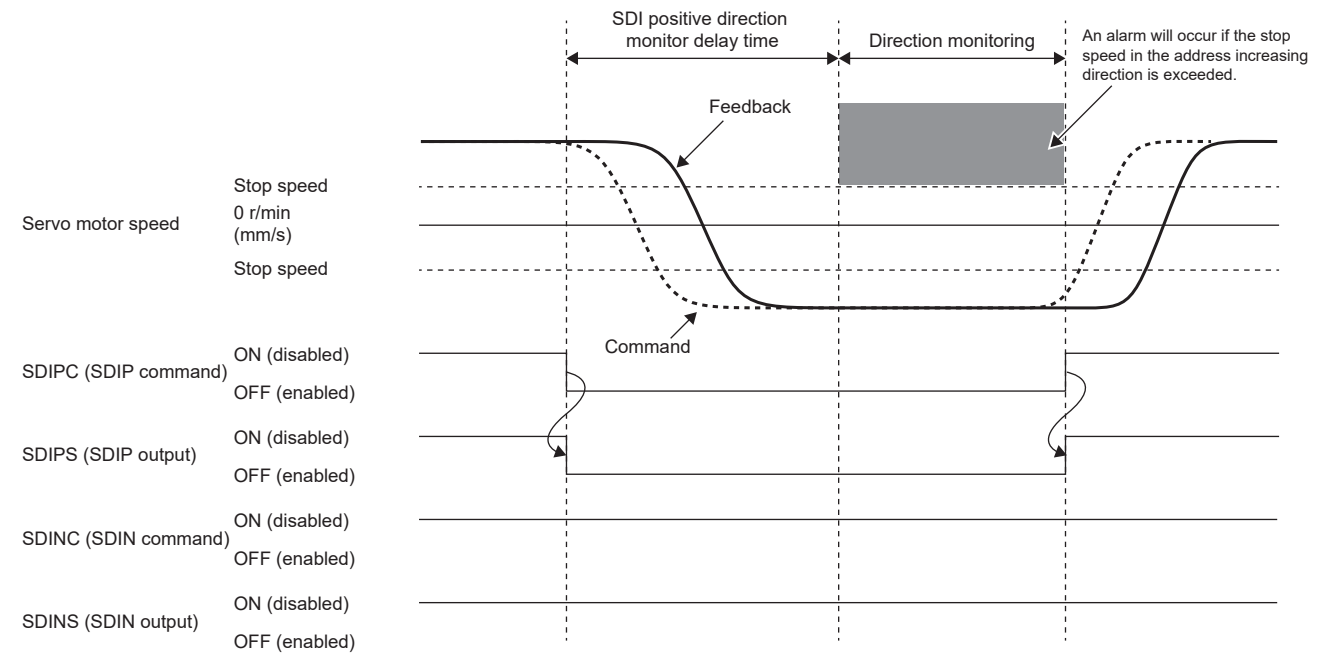 SDI positive direction
monitor delay time
Direction monitoring
An alarm will occur if the stop
speed in the address increasing
direction is exceeded.
Feedback
Servo motor speed
Stop speed
0 r/min
(mm/s)
Stop speed
Command
SDIPC (SDIP command)
ON (disabled)
OFF (enabled)
SDIPS (SDIP output)
ON (disabled)
OFF (enabled)
SDINC (SDIN command)
ON (disabled)
OFF (enabled)
SDINS (SDIN output)
ON (disabled)
OFF (enabled)